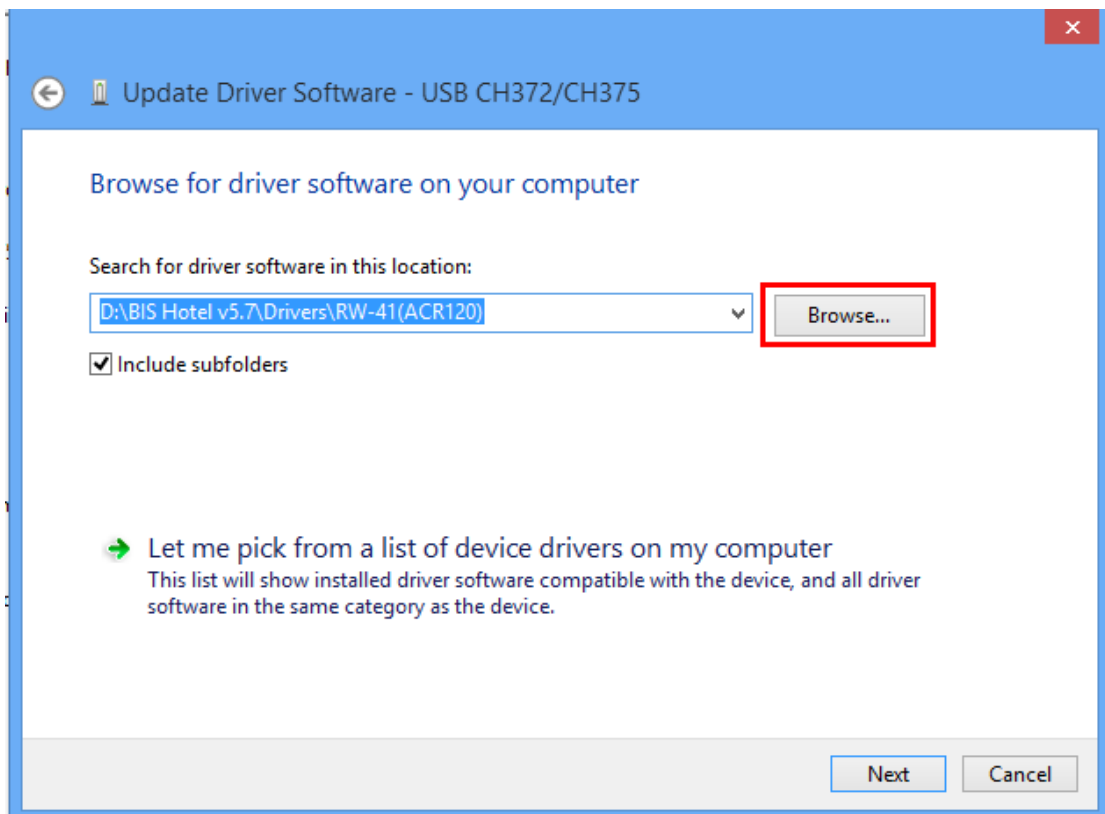 Update Driver Software - USB CH372/CH375
Browse for driver software on your computer
Search for driver software in this location:
D:\BIS Hotel v5.7\Drivers\RW-41(ACR120)
Browse...
Include subfolders
Let me pick from a list of device drivers on my computer
This list will show installed driver software compatible with the device, and all driver
software in the same category as the device.
Next
Cancel